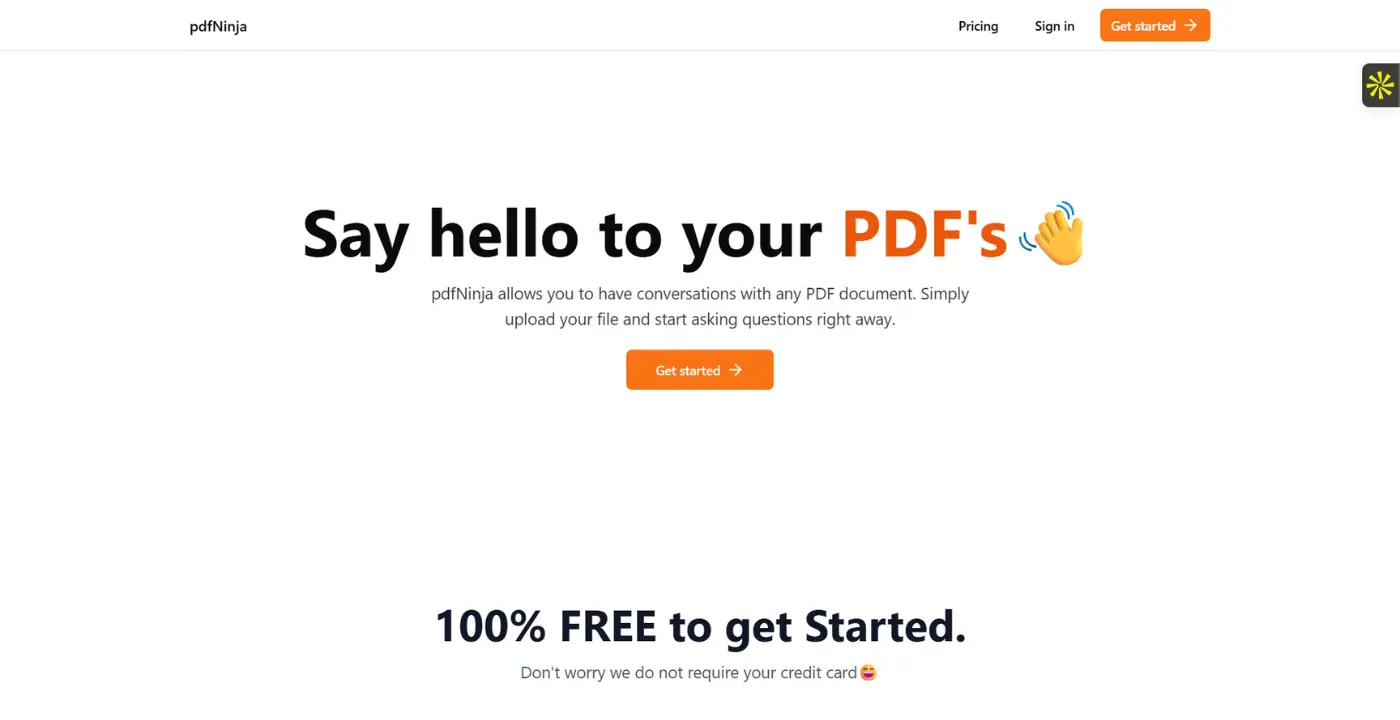 pdfNinja
Pricing
Sign in
Get started
Say hello to your PDF's 👋
pdfNinja allows you to have conversations with any PDF document. Simply
upload your file and start asking questions right away.
Get started
100% FREE to get Started.
Don't worry we do not require your credit card😄